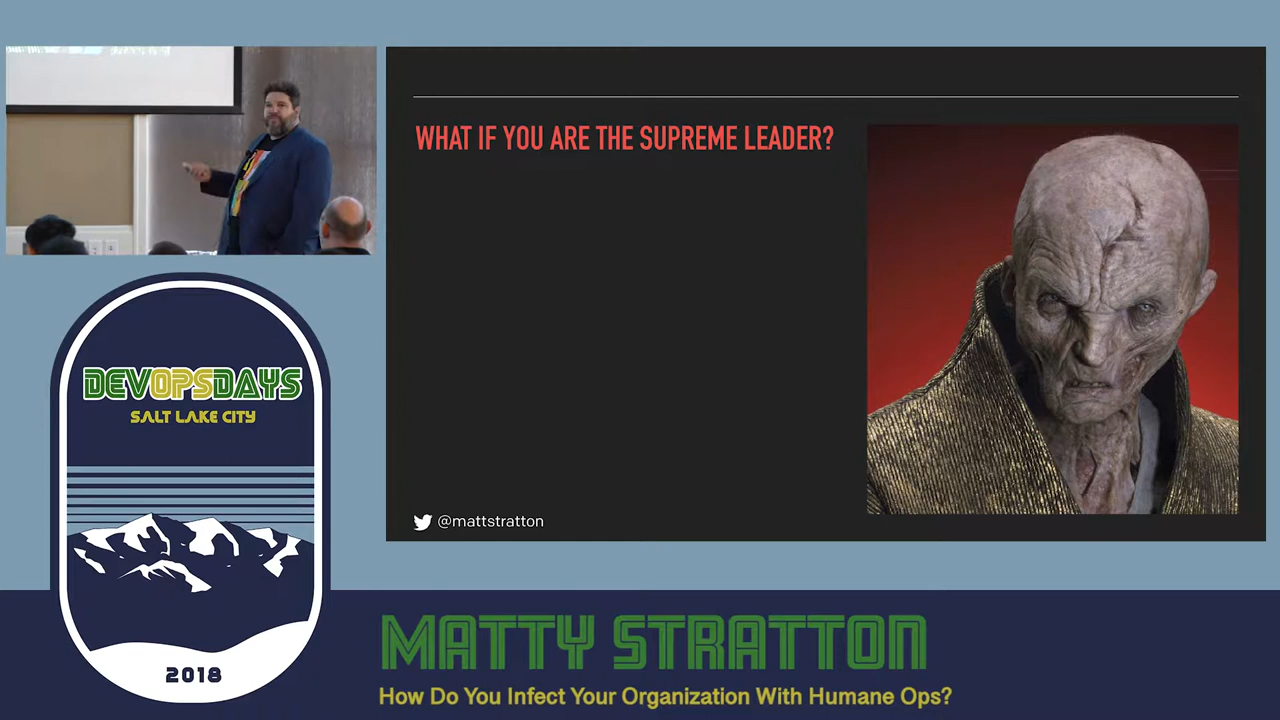 WHAT IF YOU ARE THE SUPREME LEADER?
@mattstratton
DEVOPSDAYS
SALT LAKE CITY
2018
MATTY STRATTON
How Do You Infect Your Organization With Humane Ops?